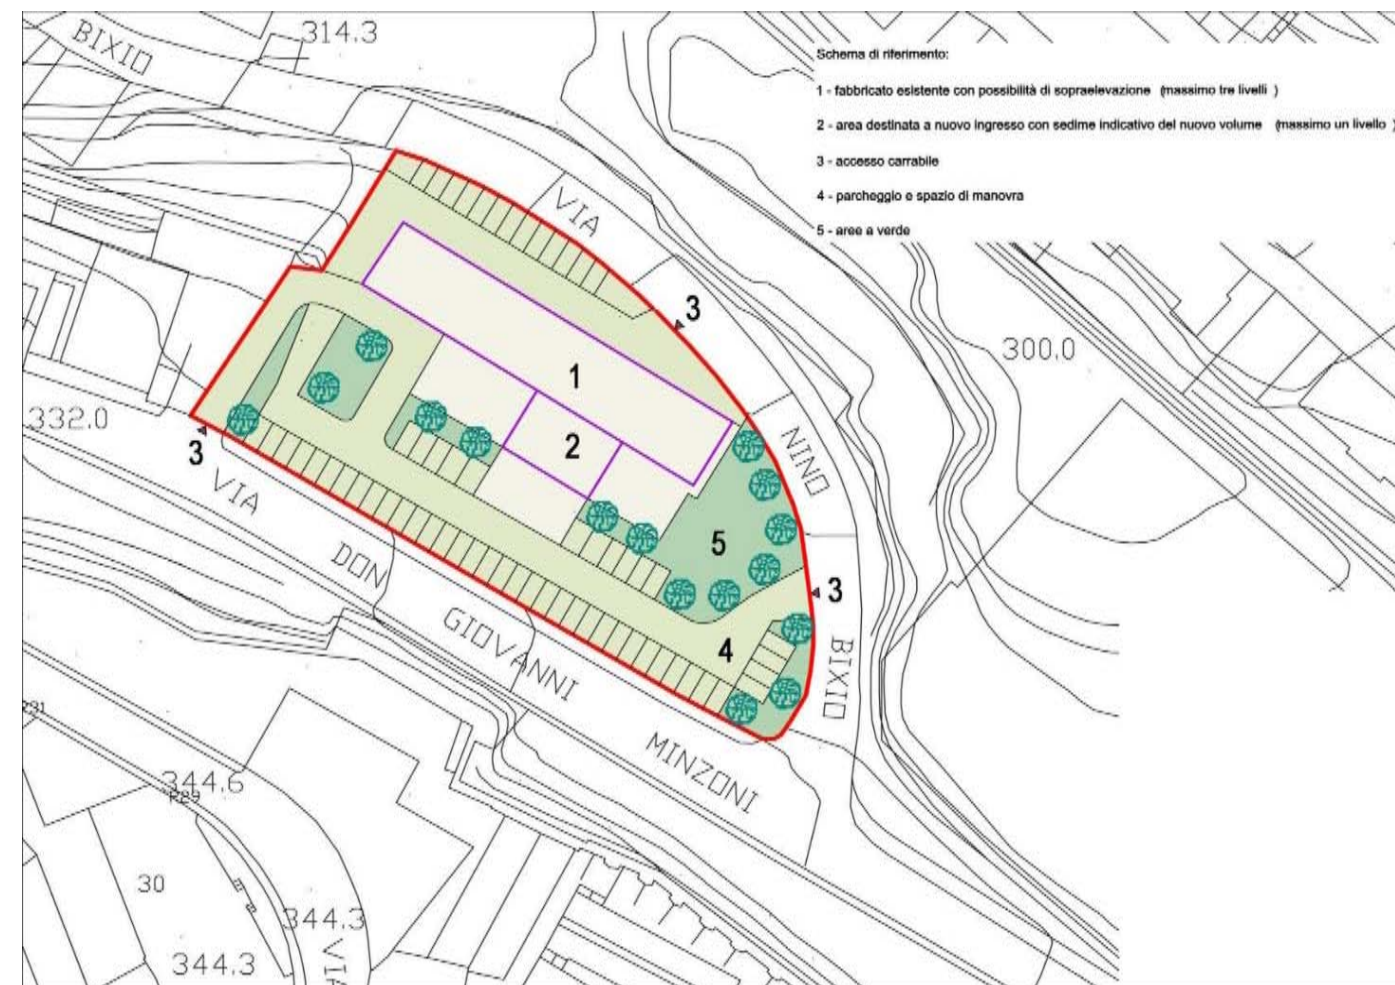 BIXIO
314.3
Schema di riferimento:
1 - fabbricato esistente con possibilità di sopraelevazione (massimo tre livelli )
2 - area destinata a nuovo ingresso con sedime indicativo del nuovo volume (massimo un livello )
3 - accesso carrabile
4 - parcheggio e spazio di manovra
5 - aree a verde
VIA
3
300.0
1
332.0
3
2
NINO
VIA
5
DON
3
GIOVANNI
4
BIXIO
MINZONI
344.6
R29
30
344.3
344.3
VIA